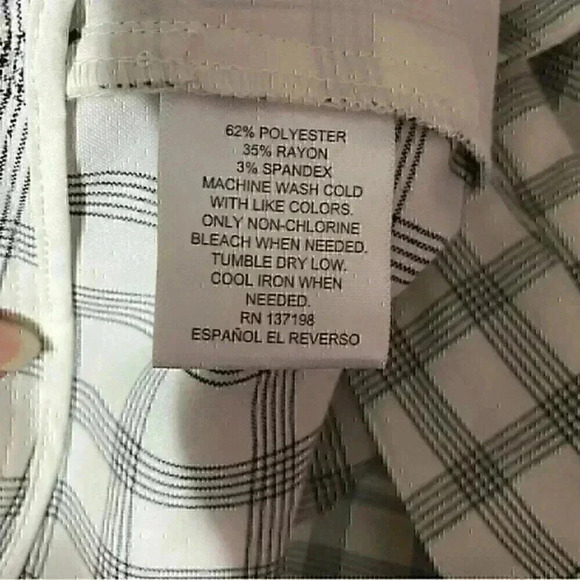 62% POLYESTER
35% RAYON
3% SPANDEX
MACHINE WASH COLD
WITH LIKE COLORS.
ONLY NON-CHLORINE
BLEACH WHEN NEEDED.
TUMBLE DRY LOW.
COOL IRON WHEN
NEEDED.
RN 137198
ESPAÑOL EL REVERSO